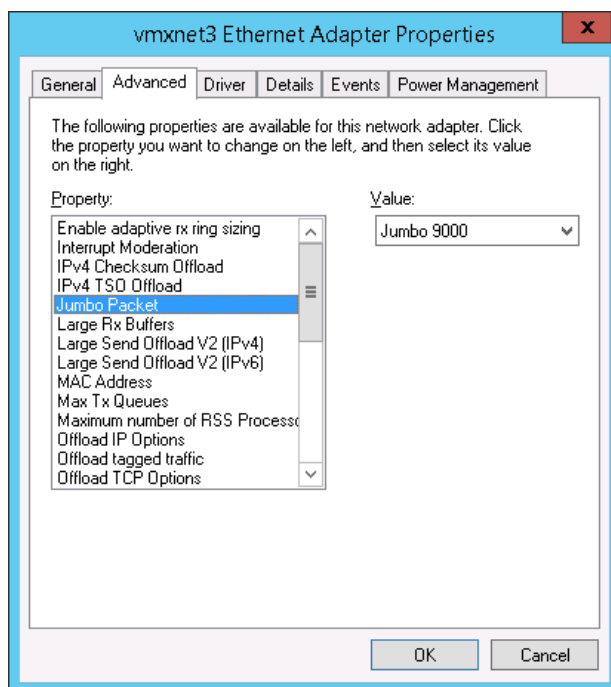 vmxnet3 Ethernet Adapter Properties
x
General Advanced Driver Details Events Power Management
The following properties are available for this network adapter. Click
the property you want to change on the left, and then select its value
on the right.
Property: Value:
Enable adaptive rx ring sizing Jumbo 9000
Interrupt Moderation
IPv4 Checksum Offload
IPv4 TSO Offload
Jumbo Packet
Large Rx Buffers
Large Send Offload V2 (IPv4)
Large Send Offload V2 (IPv6)
MAC Address
Max Tx Queues
Maximum number of RSS Processo
Offload IP Options
Offload tagged traffic
Offload TCP Options
OK Cancel